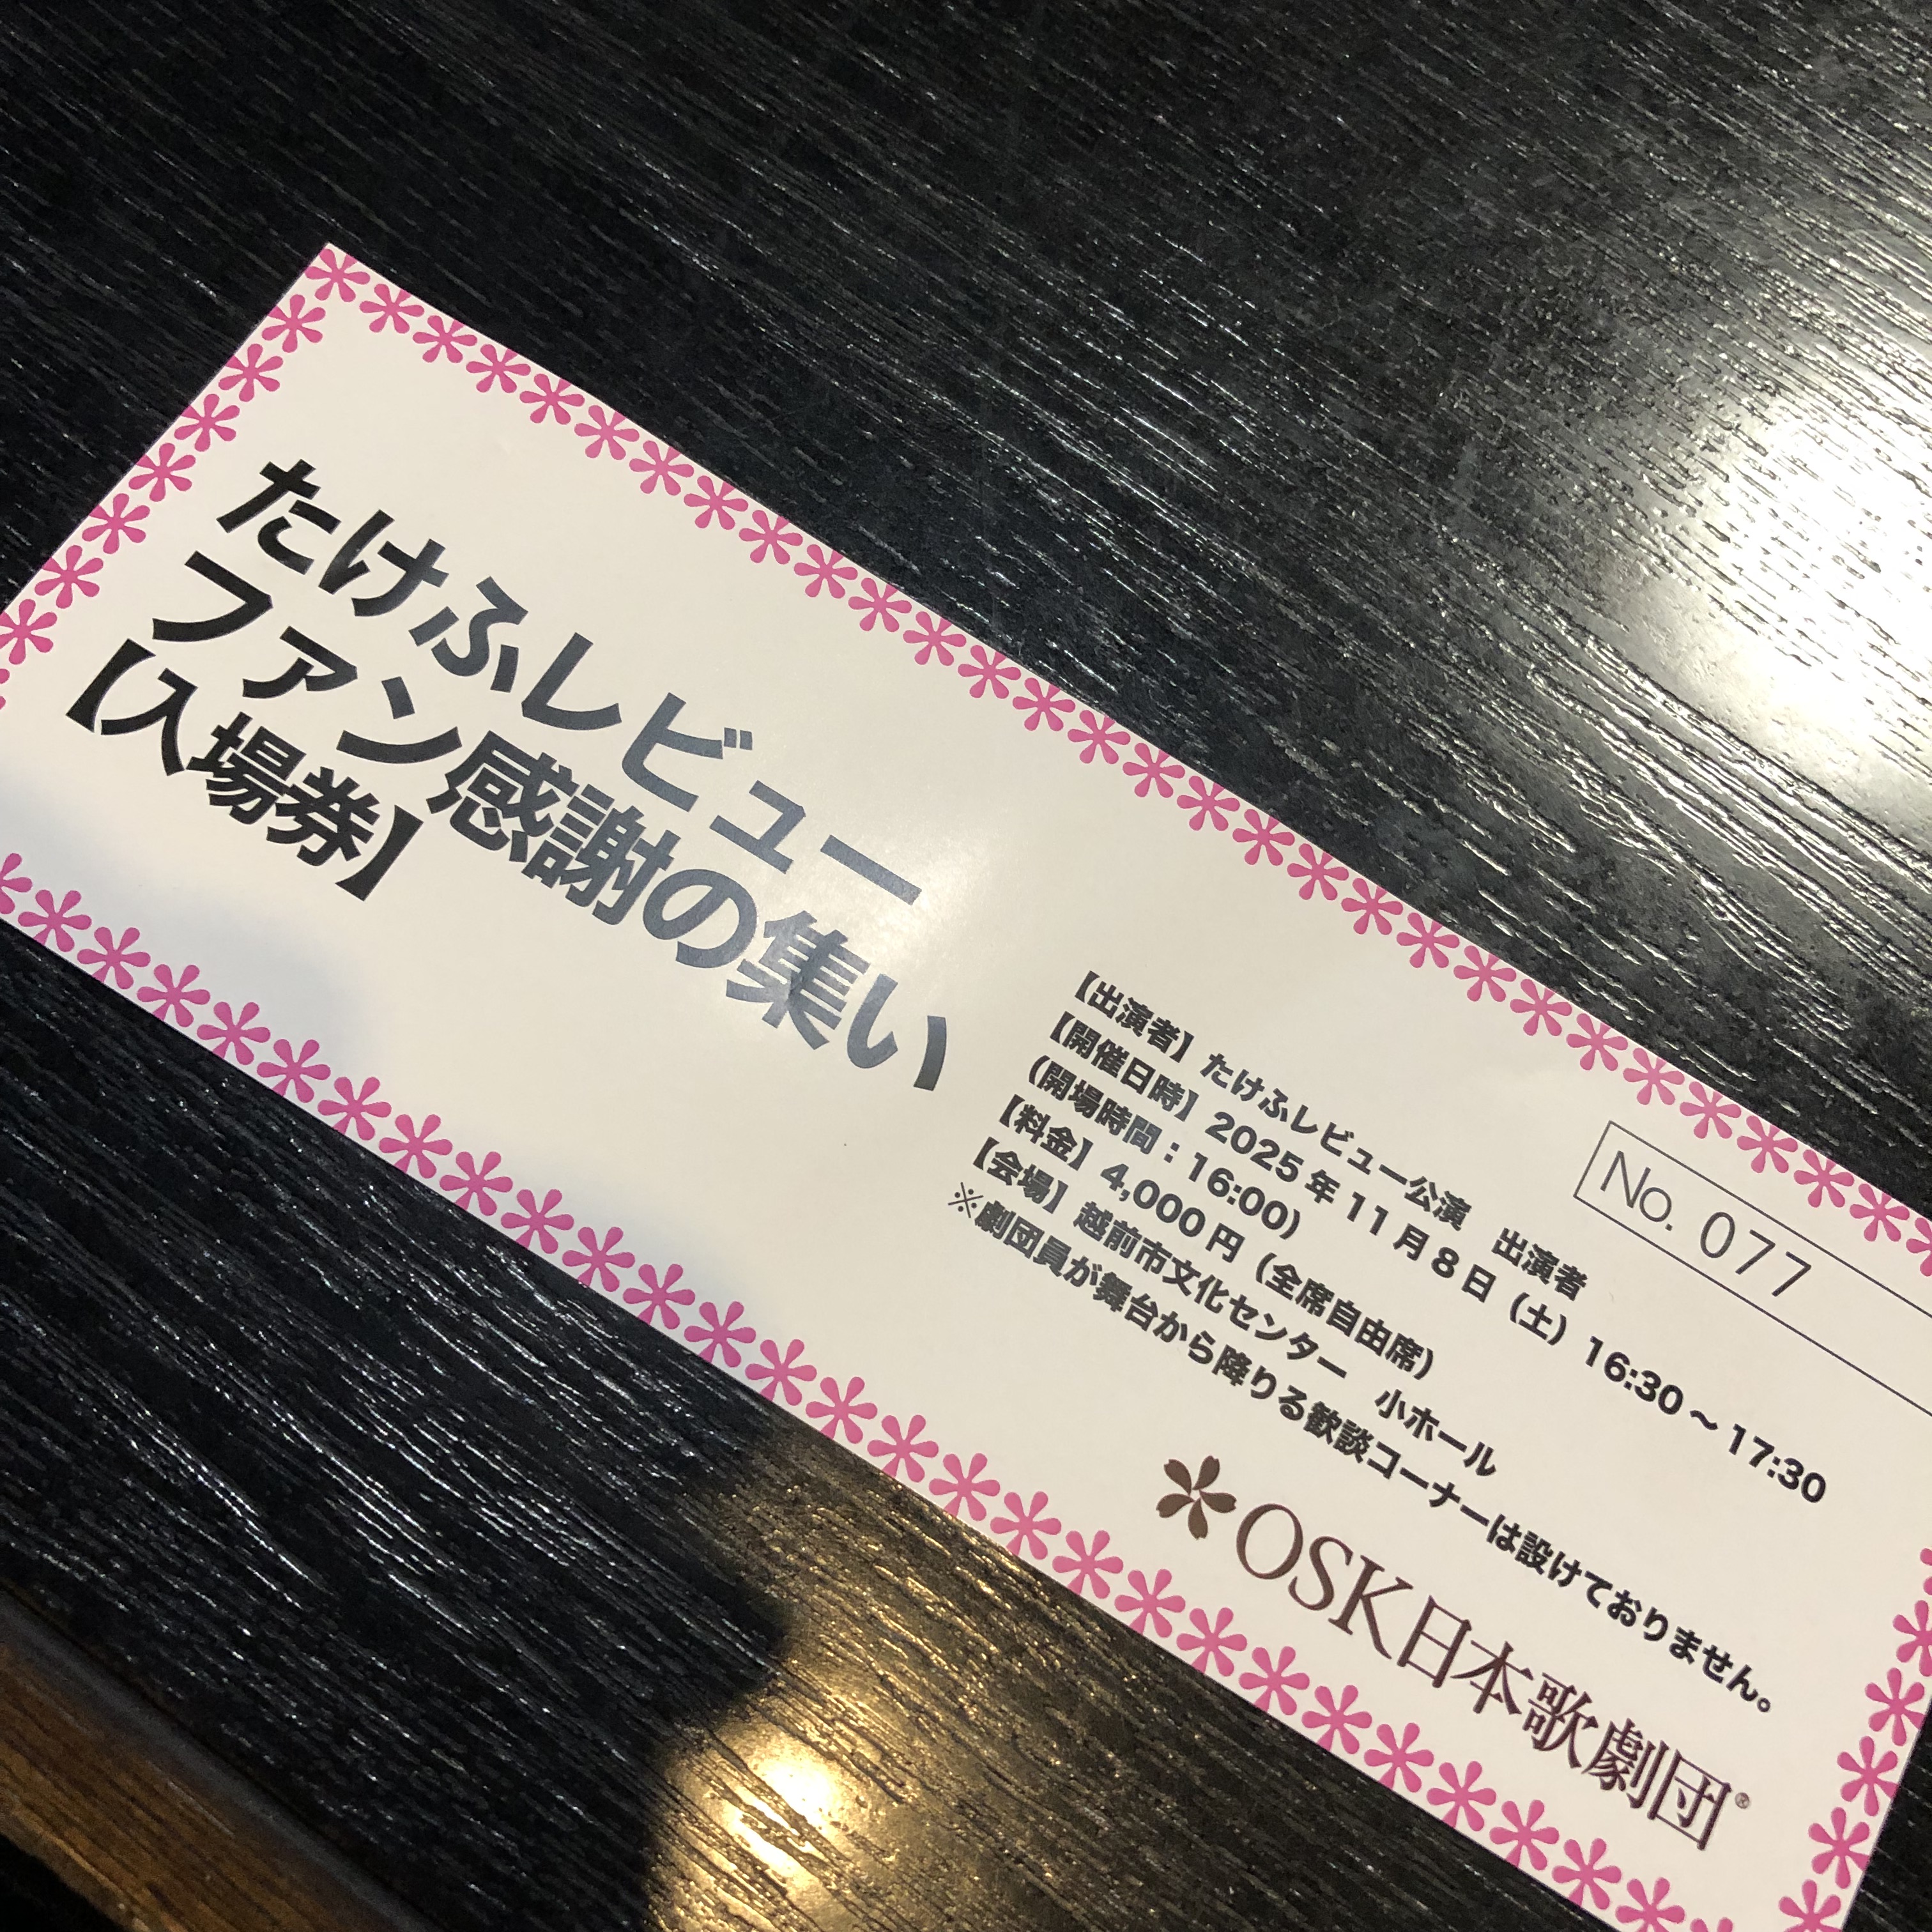 たけふレビュー
ファン感謝の集い
【入場券】
No. 077
【出演者】たけふレビュー公演　出演者
【開催日時】2025年11月8日（土）16:30～17:30
(開場時間：16:00)
【料金】4,000円（全席自由席）
【会場】越前市文化センター　小ホール
※劇団員が舞台から降りる歓談コーナーは設けておりません。
OSK日本歌劇団®